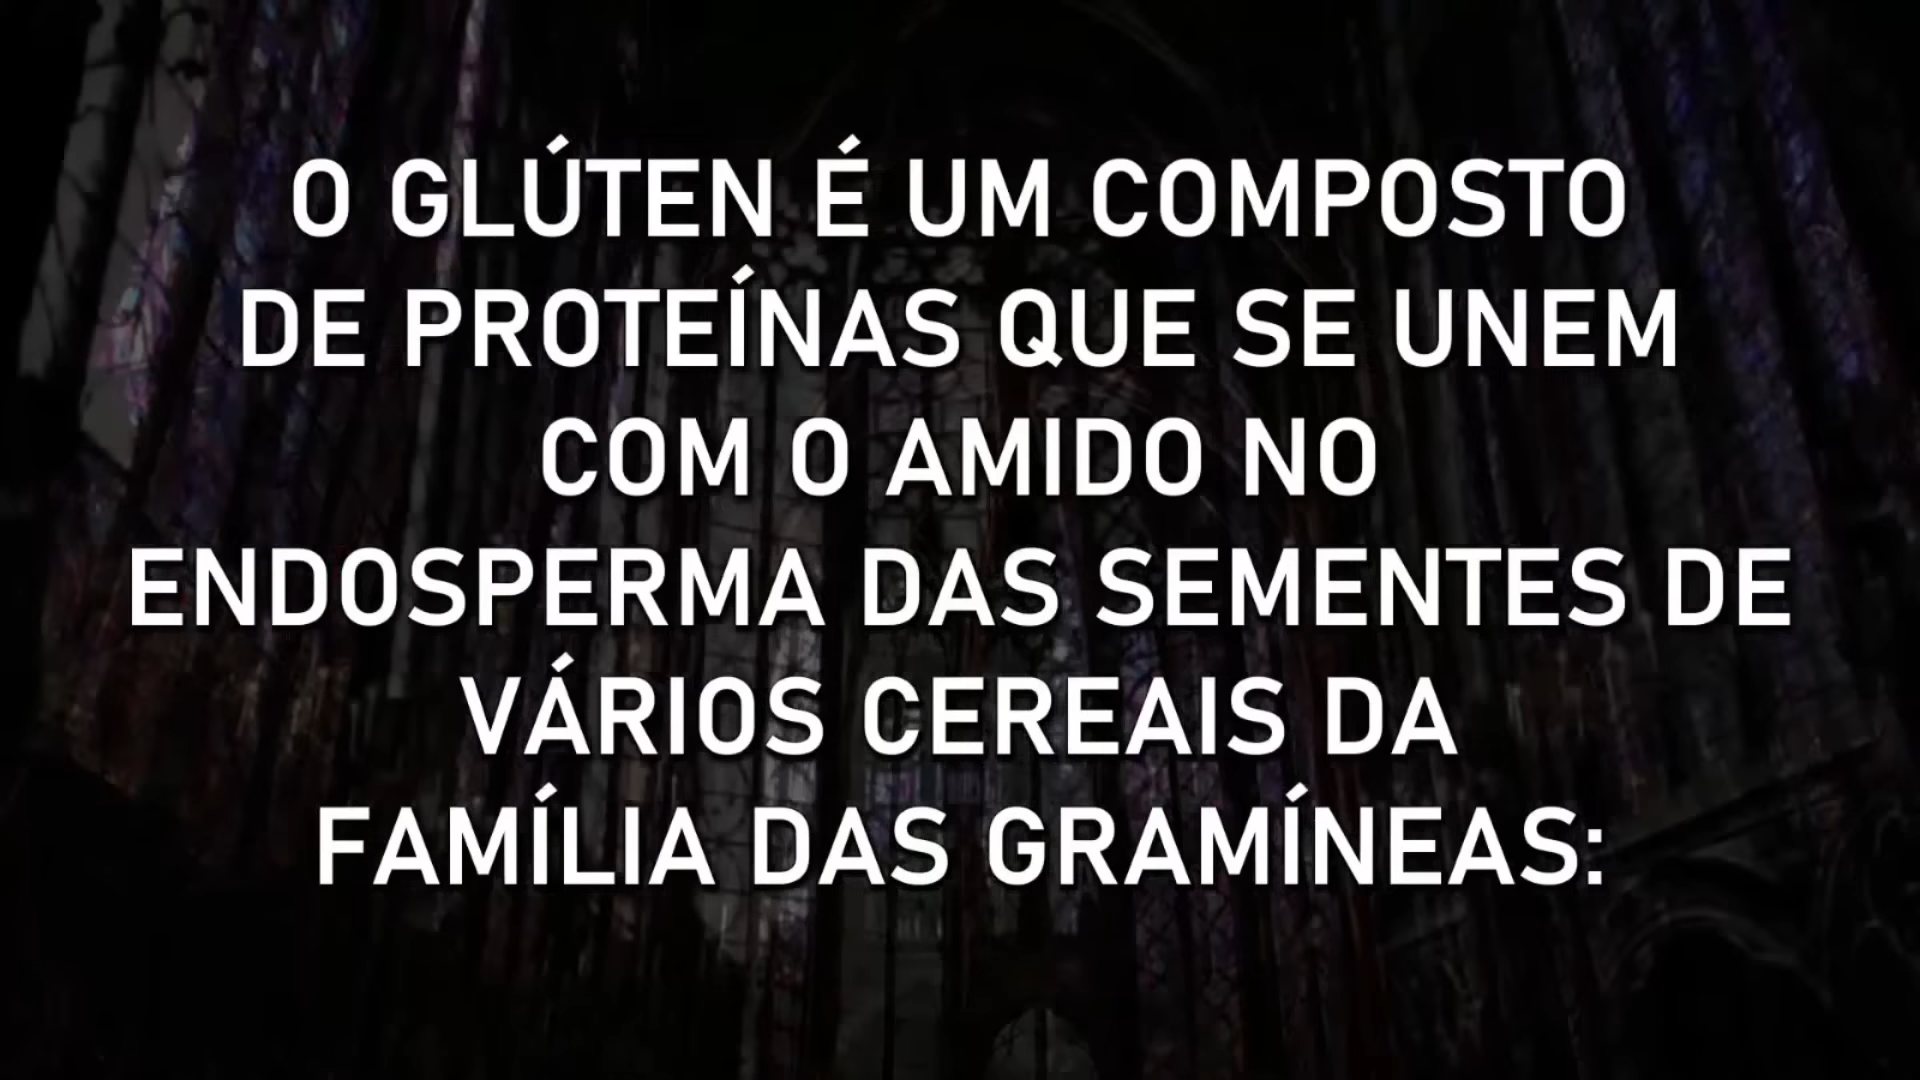 O GLÚTEN É UM COMPOSTO
DE PROTEÍNAS QUE SE UNEM
COM O AMIDO NO
ENDOSPERMA DAS SEMENTES DE
VÁRIOS CEREAIS DA
FAMÍLIA DAS GRAMÍNEAS: